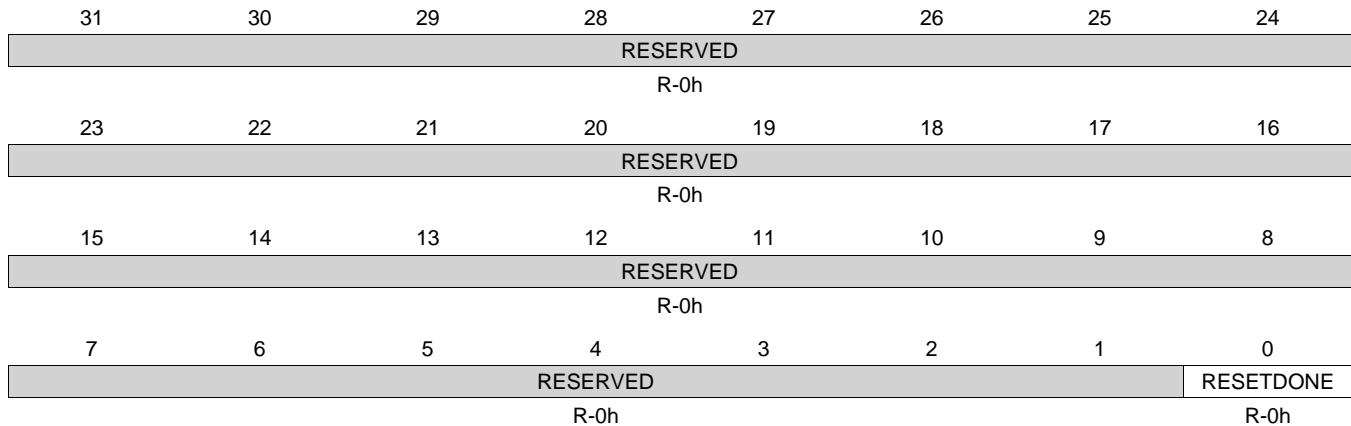 31 30 29 28 27 26 25 24
RESERVED
R-0h
23 22 21 20 19 18 17 16
RESERVED
R-0h
15 14 13 12 11 10 9 8
RESERVED
R-0h
7 6 5 4 3 2 1 0
RESERVED RESETDONE
R-0h R-0h